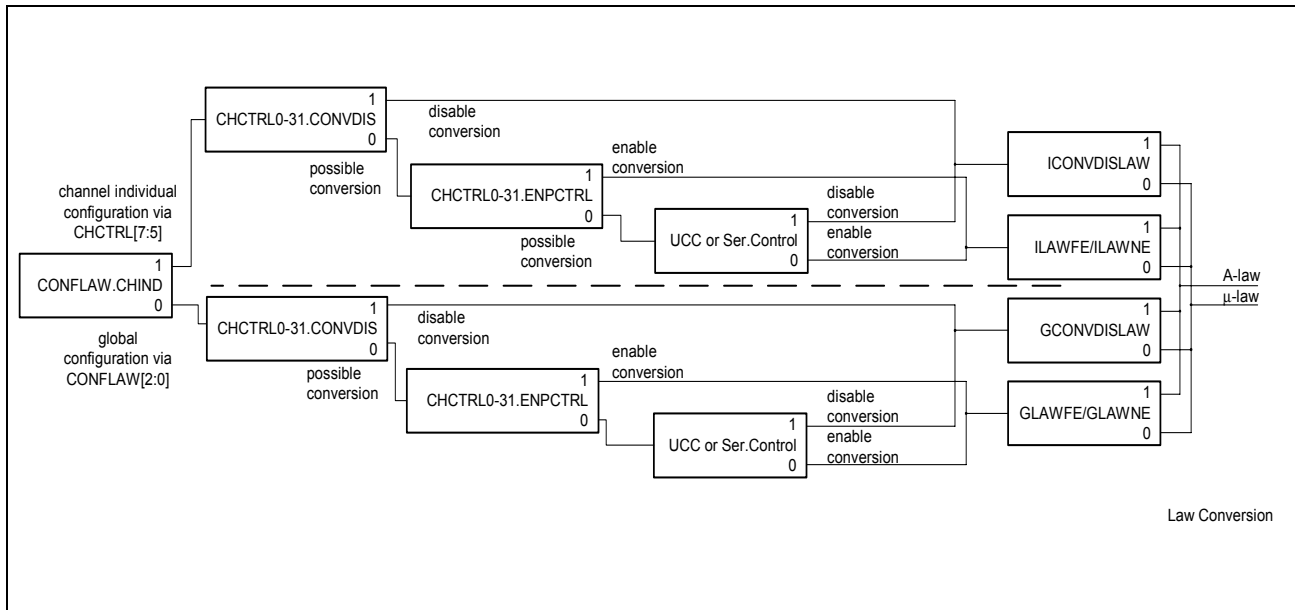 1
CHCTRL0-31.CONVDIS
0
disable
conversion
possible
conversion
enable
conversion
1
CHCTRL0-31.ENPCTRL
0
possible
conversion
disable
conversion
1
UCC or Ser.Control
0
enable
conversion
1
ICONVDISLAW
0
1
ILAWFE/ILAWNE
0
channel individual
configuration via
CHCTRL[7:5]
1
CONFLAW.CHIND
0
global
configuration via
CONFLAW[2:0]
A-law
µ-law
1
CHCTRL0-31.CONVDIS
0
disable
conversion
possible
conversion
enable
conversion
1
CHCTRL0-31.ENPCTRL
0
disable
conversion
1
UCC or Ser.Control
0
enable
conversion
1
GCONVDISLAW
0
1
GLAWFE/GLAWNE
0
Law Conversion